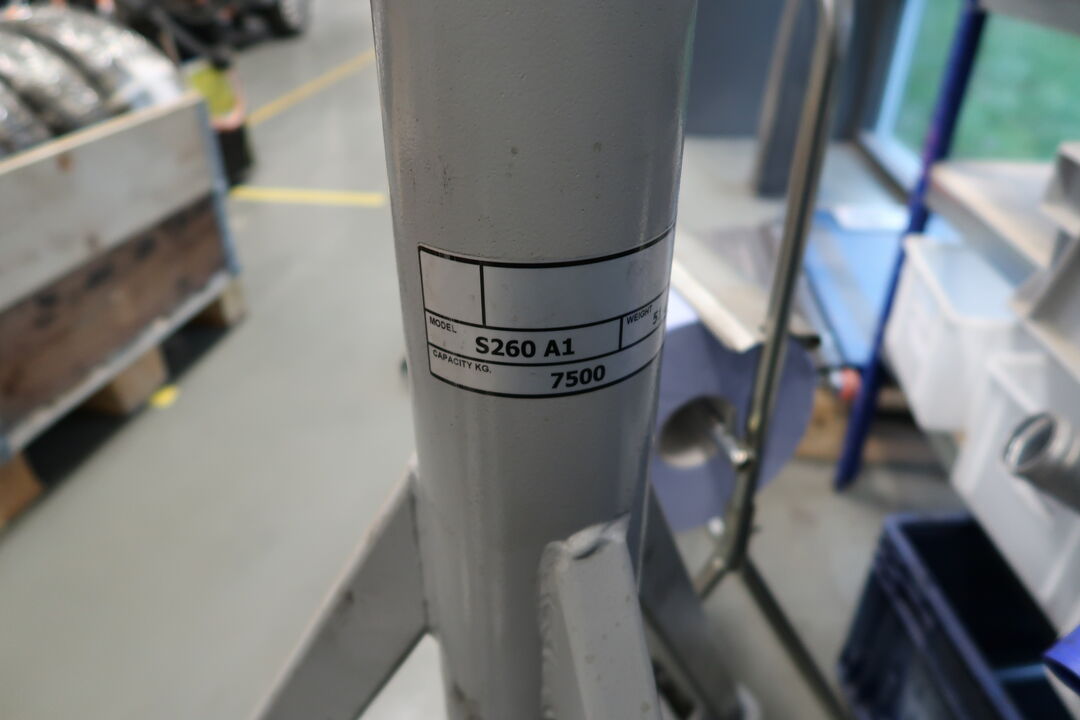 MODEL
S260 A1
WEIGHT
CAPACITY KG.
7500